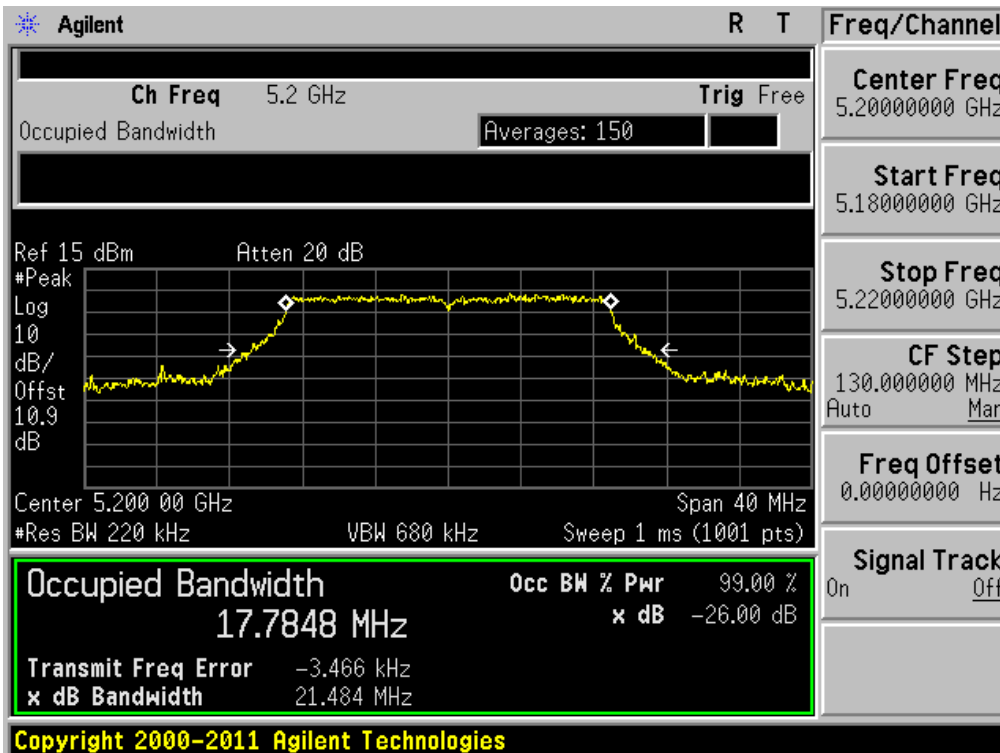 Agilent R T
Freq/Channel
Ch Freq 5.2 GHz Trig Free
Occupied Bandwidth Averages: 150
Center Freq
5.20000000 GHz
Start Freq
5.18000000 GHz
Stop Freq
5.22000000 GHz
CF Step
130.000000 MHz
Auto Man
Freq Offset
0.00000000 Hz
Signal Track
On Off
Ref 15 dBm Atten 20 dB
#Peak
Log
10
dB/
Offst
10.9
dB
Center 5.200 00 GHz Span 40 MHz
#Res BW 220 kHz VBW 680 kHz Sweep 1 ms (1001 pts)
Occupied Bandwidth Occ BW % Pwr 99.00 %
17.7848 MHz x dB -26.00 dB
Transmit Freq Error -3.466 kHz
x dB Bandwidth 21.484 MHz
Copyright 2000-2011 Agilent Technologies